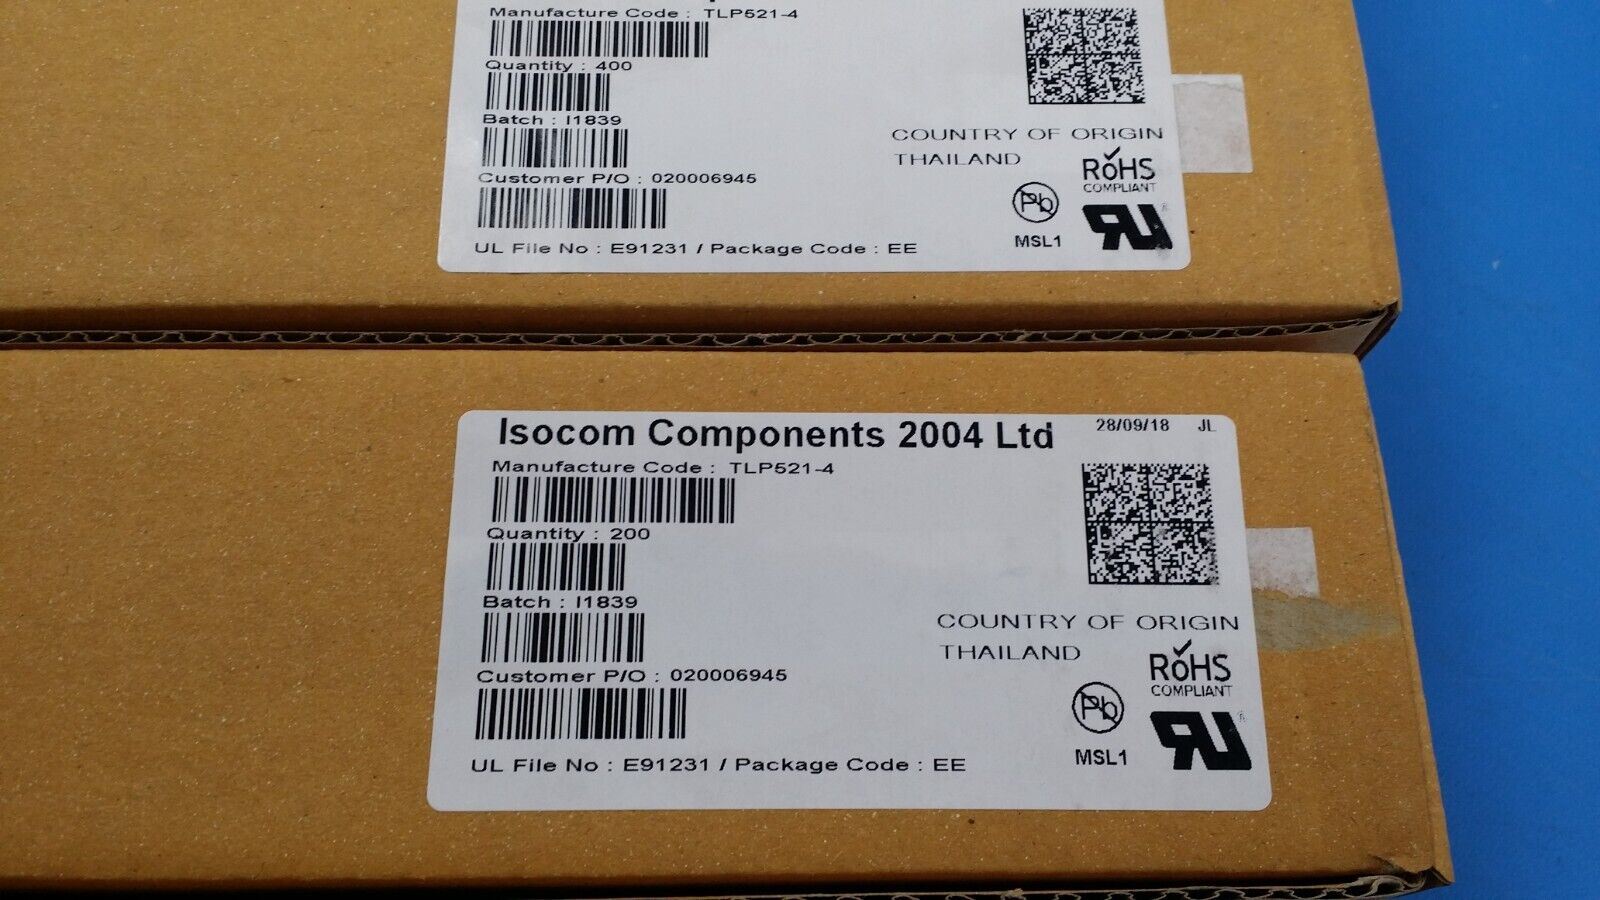 Manufacture Code : TLP521-4
Quantity : 400
Batch : I1839
COUNTRY OF ORIGIN
THAILAND
Customer P/O : 020006945
RoHS
COMPLIANT
Pb
MSL1
UL File No : E91231 / Package Code : EE
Isocom Components 2004 Ltd
28/09/18 JL
Manufacture Code : TLP521-4
Quantity : 200
Batch : I1839
COUNTRY OF ORIGIN
THAILAND
Customer P/O : 020006945
RoHS
COMPLIANT
Pb
MSL1
UL File No : E91231 / Package Code : EE